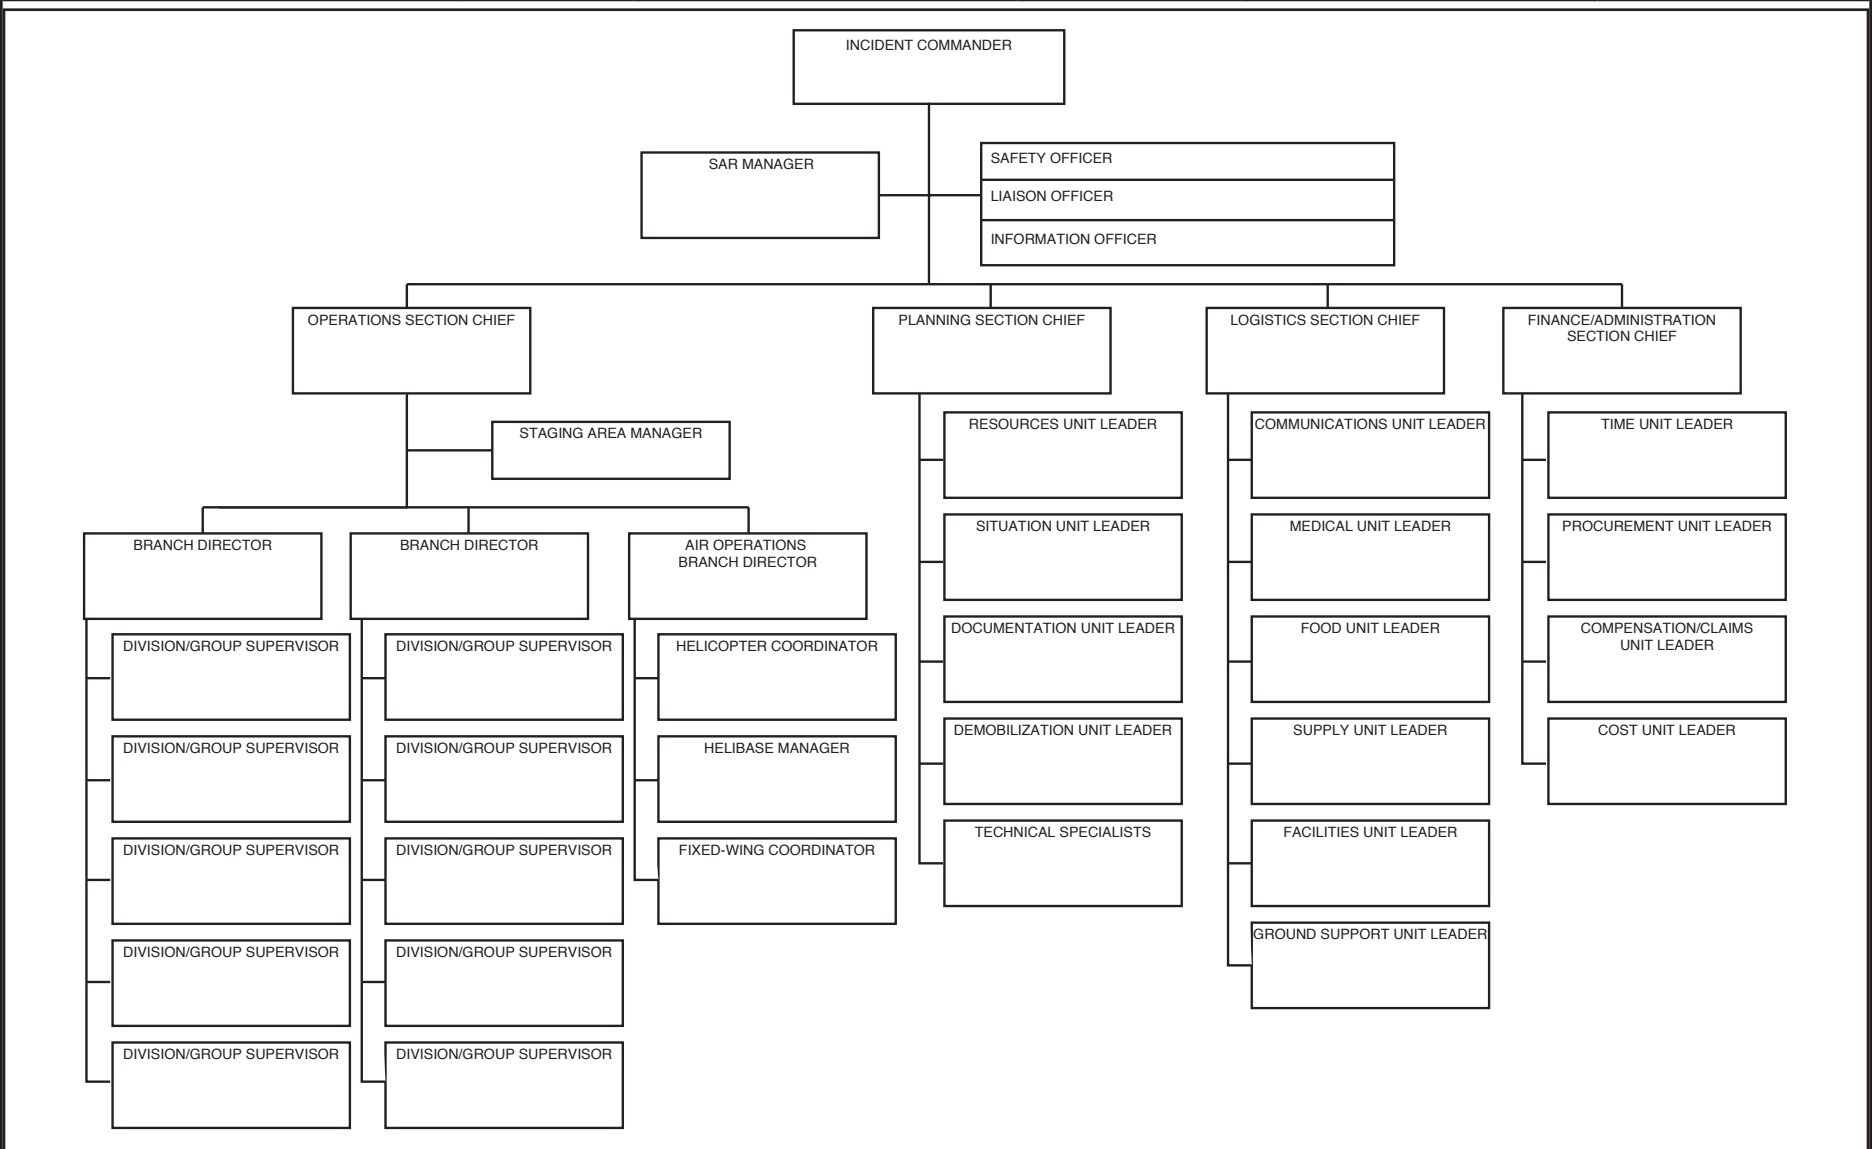 INCIDENT COMMANDER
SAR MANAGER
SAFETY OFFICER
LIAISON OFFICER
INFORMATION OFFICER
OPERATIONS SECTION CHIEF
PLANNING SECTION CHIEF
LOGISTICS SECTION CHIEF
FINANCE/ADMINISTRATION
SECTION CHIEF
STAGING AREA MANAGER
BRANCH DIRECTOR
DIVISION/GROUP SUPERVISOR
DIVISION/GROUP SUPERVISOR
DIVISION/GROUP SUPERVISOR
DIVISION/GROUP SUPERVISOR
DIVISION/GROUP SUPERVISOR
BRANCH DIRECTOR
DIVISION/GROUP SUPERVISOR
DIVISION/GROUP SUPERVISOR
DIVISION/GROUP SUPERVISOR
DIVISION/GROUP SUPERVISOR
DIVISION/GROUP SUPERVISOR
AIR OPERATIONS
BRANCH DIRECTOR
HELICOPTER COORDINATOR
HELIBASE MANAGER
FIXED-WING COORDINATOR
RESOURCES UNIT LEADER
SITUATION UNIT LEADER
DOCUMENTATION UNIT LEADER
DEMOBILIZATION UNIT LEADER
TECHNICAL SPECIALISTS
COMMUNICATIONS UNIT LEADER
MEDICAL UNIT LEADER
FOOD UNIT LEADER
SUPPLY UNIT LEADER
FACILITIES UNIT LEADER
GROUND SUPPORT UNIT LEADER
TIME UNIT LEADER
PROCUREMENT UNIT LEADER
COMPENSATION/CLAIMS
UNIT LEADER
COST UNIT LEADER